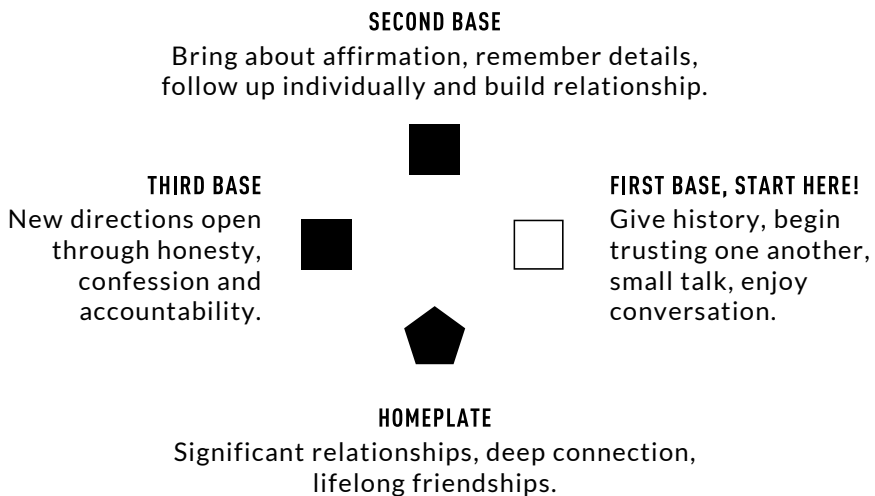 SECOND BASE
Bring about affirmation, remember details,
follow up individually and build relationship.
THIRD BASE
New directions open
through honesty,
confession and
accountability.
FIRST BASE, START HERE!
Give history, begin
trusting one another,
small talk, enjoy
conversation.
HOMEPLATE
Significant relationships, deep connection,
lifelong friendships.